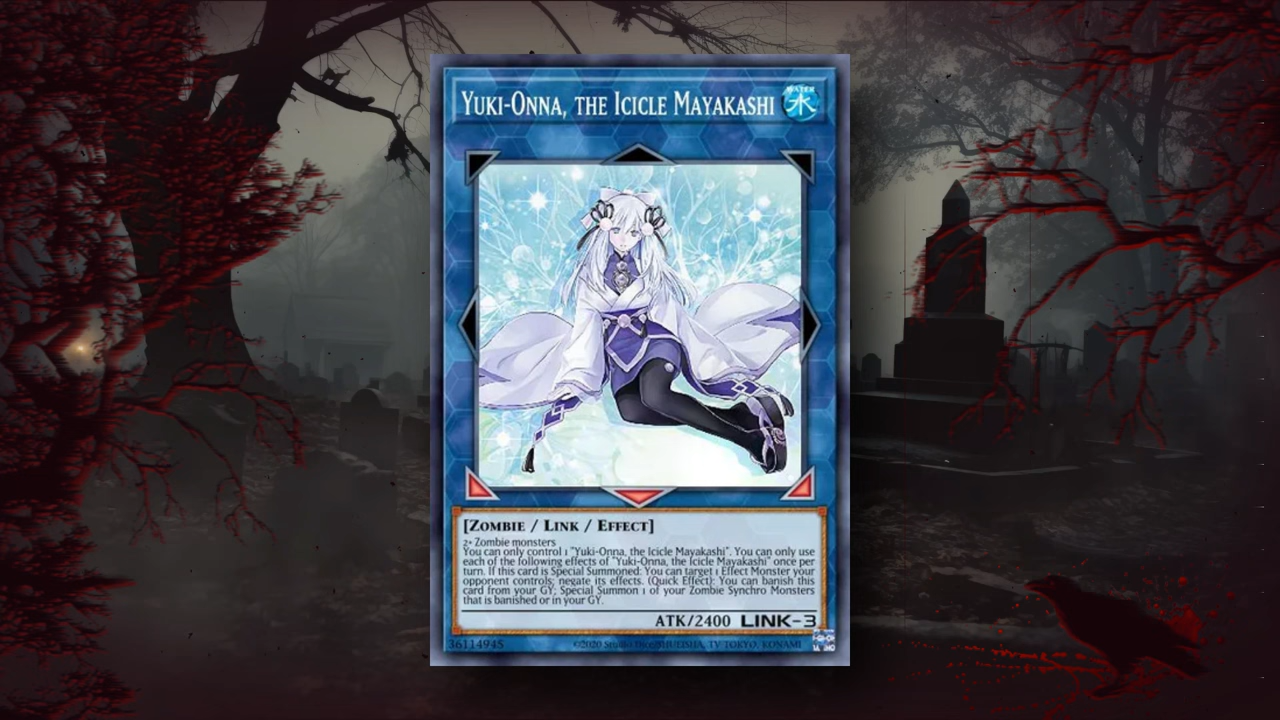 YUKI-ONNA, THE ICICLE MAYAKASHI
WATER
水
[ZOMBIE / LINK / EFFECT]
2+ Zombie monsters
You can only control 1 "Yuki-Onna, the Icicle Mayakashi". You can only use
each of the following effects of "Yuki-Onna, the Icicle Mayakashi" once per
turn. If this card is Special Summoned: You can target 1 Effect Monster your
opponent controls; negate its effects. (Quick Effect): You can banish this
card from your GY; Special Summon 1 of your Zombie Synchro Monsters
that is banished or in your GY.
ATK/2400 LINK-3
36114945 ©2020 Studio Dice/SHUEISHA, TV TOKYO, KONAMI